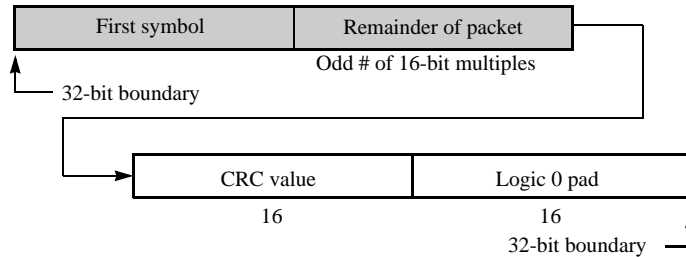 First symbol
Remainder of packet
Odd # of 16-bit multiples
32-bit boundary
CRC value
Logic 0 pad
16
16
32-bit boundary